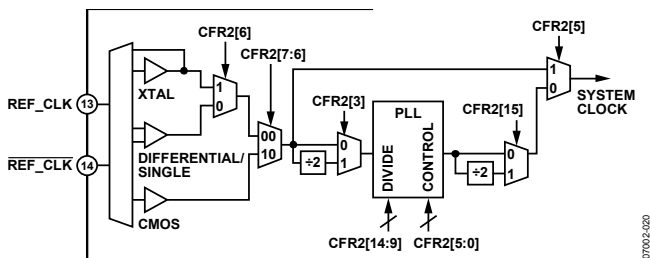 CFR2[5]
CFR2[6]
CFR2[7:6]
1
0
SYSTEM
CLOCK
XTAL
1
0
CFR2[3]
PLL
CFR2[15]
REF_CLK 13
00
10
0
1
÷2
DIVIDE
CONTROL
0
1
÷2
REF_CLK 14
DIFFERENTIAL/
SINGLE
CMOS
CFR2[14:9]
CFR2[5:0]
07002-020